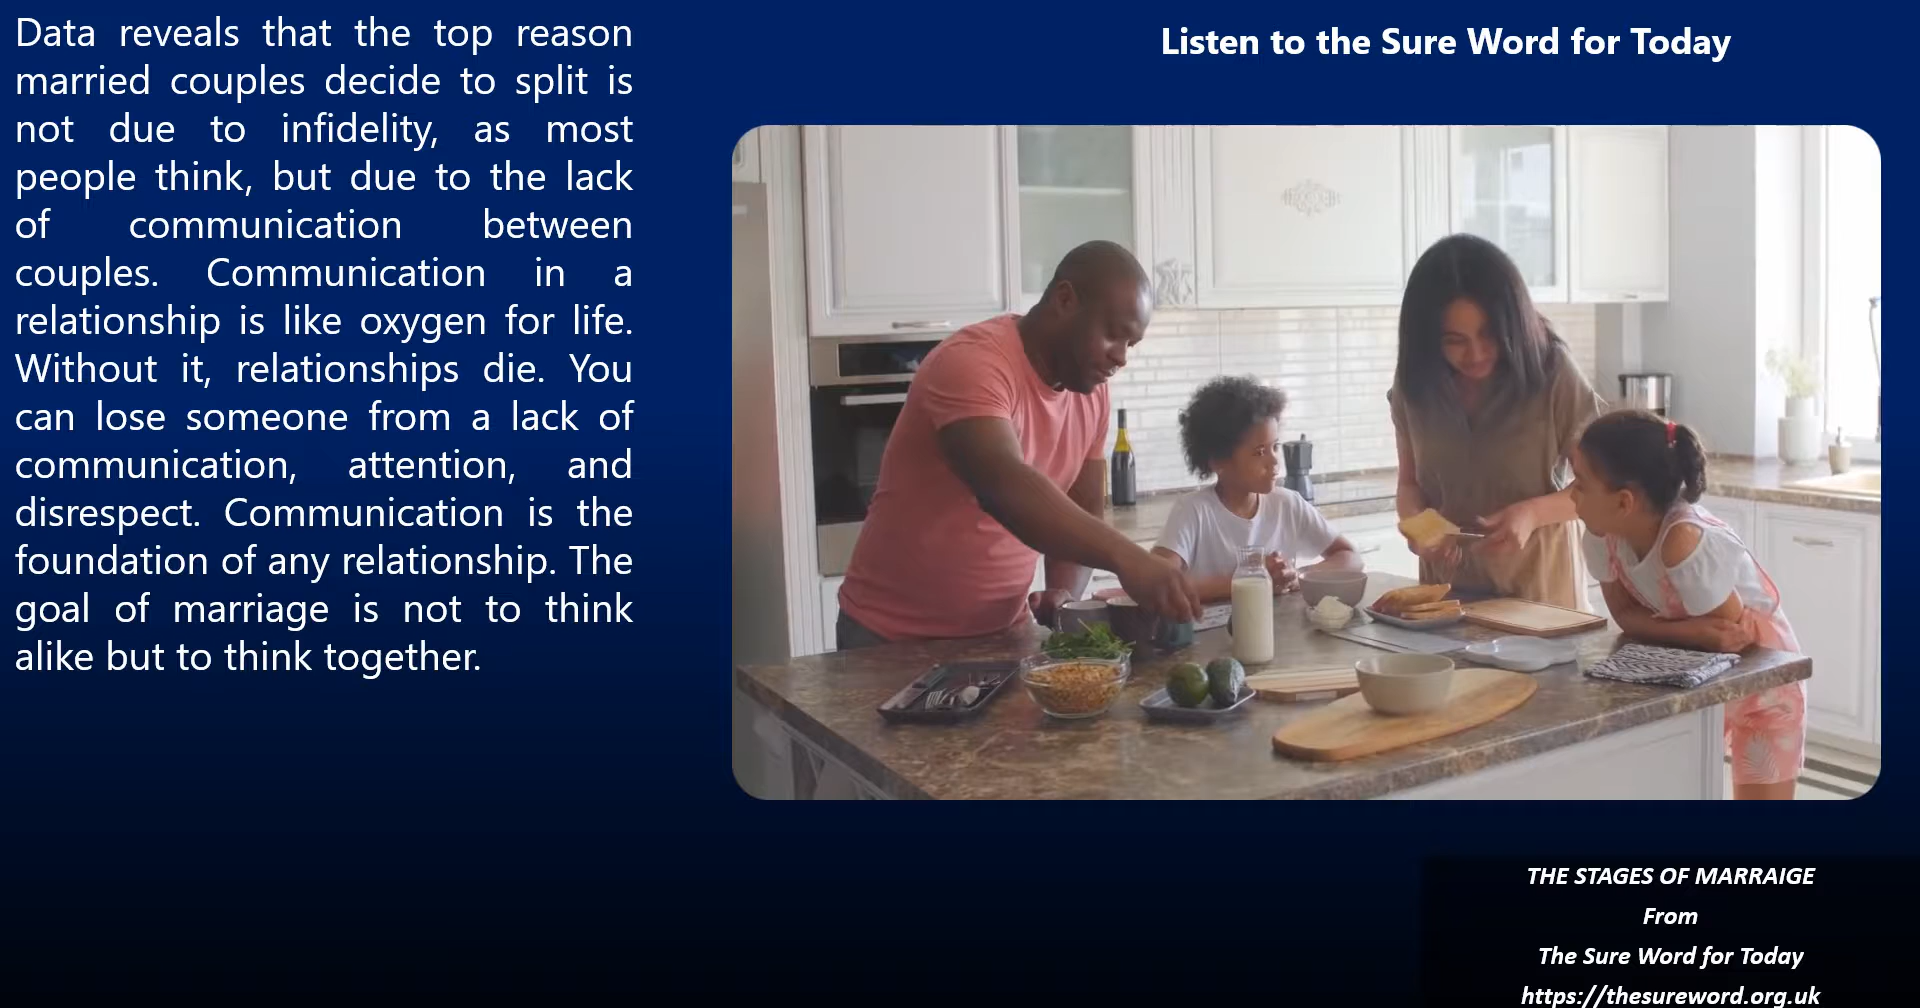 Data reveals that the top reason
married couples decide to split is
not due to infidelity, as most
people think, but due to the lack
of communication between
couples. Communication in a
relationship is like oxygen for life.
Without it, relationships die. You
can lose someone from a lack of
communication, attention, and
disrespect. Communication is the
foundation of any relationship. The
goal of marriage is not to think
alike but to think together.
Listen to the Sure Word for Today
THE STAGES OF MARRAIGE
From
The Sure Word for Today
https://thesureword.org.uk